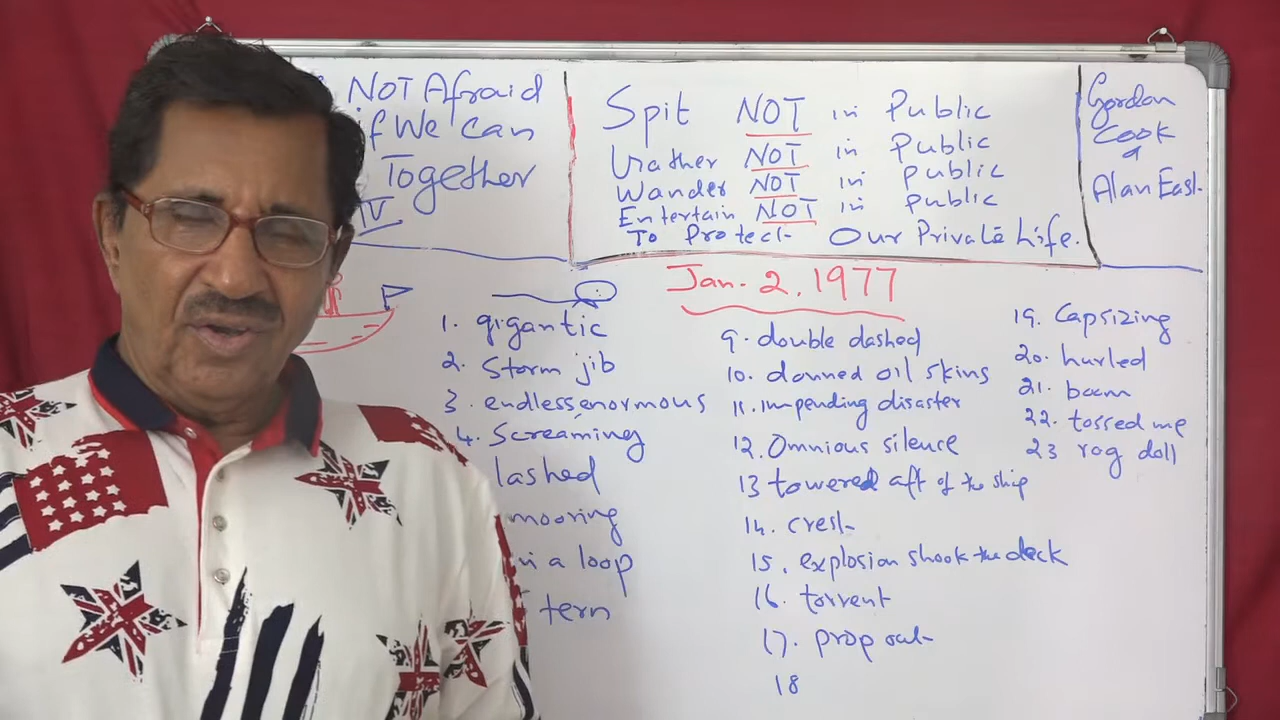 NOT Afraid
if We Can
Together
IV
Spit NOT in Public
Urather NOT in Public
Wander NOT in Public
Entertain NOT in Public
To Protect Our Private Life.
Gordon
Cook
Alan East
Jan. 2. 1977
1. gigantic
2. Storm jib
3. endless, enormous
4. Screaming
lashed
mooring
in a loop
tern
9. double dashed
10. donned oil skins
11. impending disaster
12. Omnious silence
13 towered aft of the ship
14. crest
15. explosion shook the deck
16. torrent
17. prop out
18
19. Capsizing
20. hurled
21. boom
22. tossed me
23 rag doll